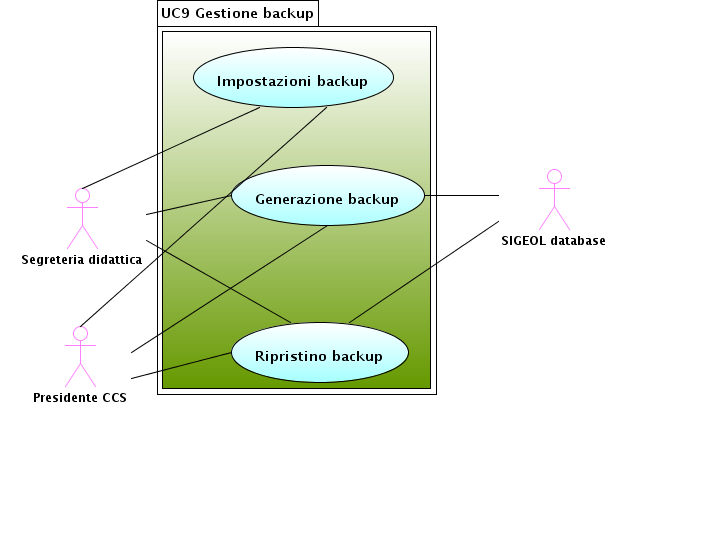 UC9 Gestione backup
Impostazioni backup
Generazione backup
SIGEOL database
Segreteria didattica
Ripristino backup
Presidente CCS